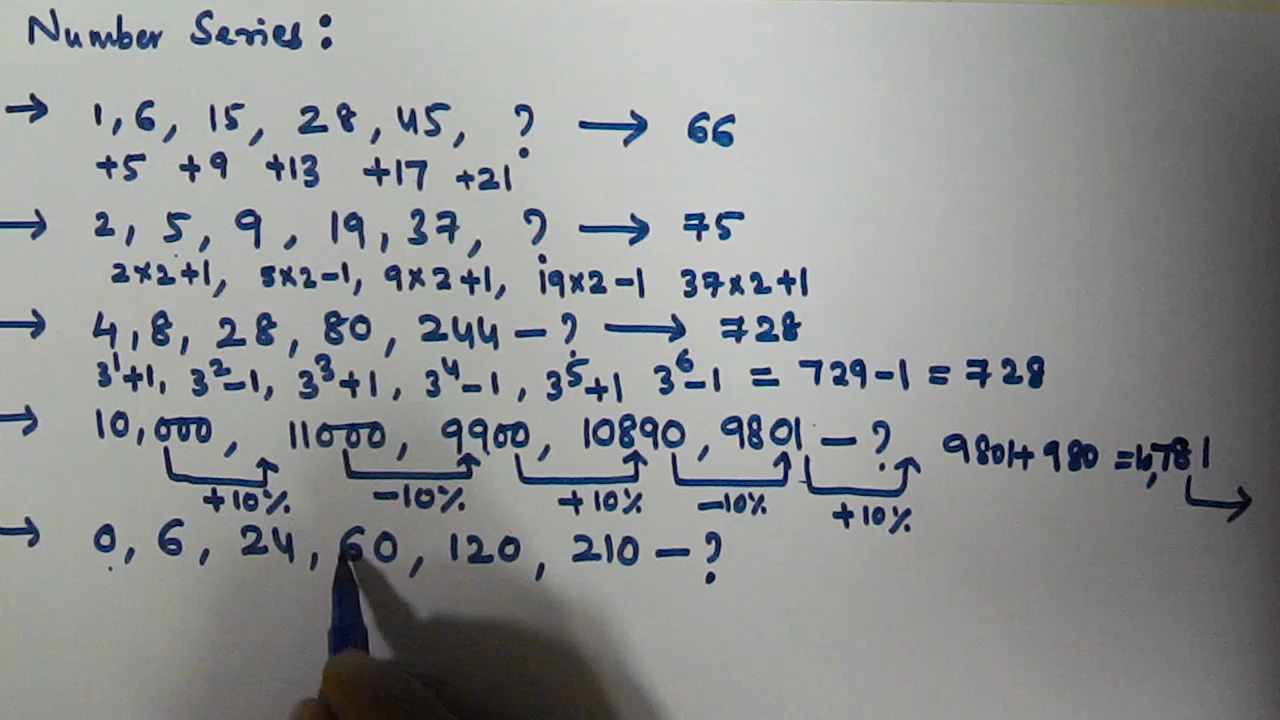 Number Series:
→ 1, 6, 15, 28, 45, ? → 66
+5 +9 +13 +17 +21
→ 2, 5, 9, 19, 37, ? → 75
2×2+1, 5×2-1, 9×2+1, 19×2-1 37×2+1
→ 4, 8, 28, 80, 244 - ? → 728
3¹+1, 3²-1, 3³+1, 3⁴-1, 3⁵+1 3⁶-1 = 729-1 = 728
→ 10,000, 11000, 9900, 10890, 9801 - ? 9801+980 =
+10% -10% +10% -10% +10%
→ 0, 6, 24, 60, 120, 210 - ?